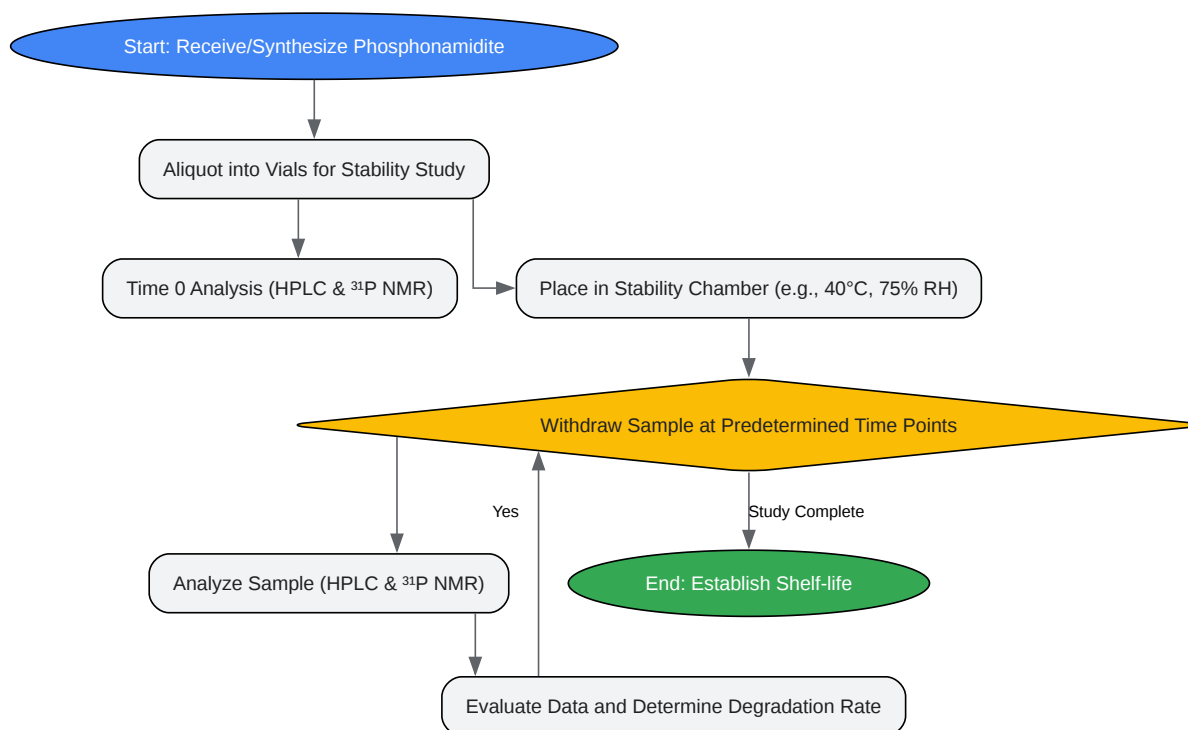 Start: Receive/Synthesize Phosphonamidite
Aliquot into Vials for Stability Study
Time 0 Analysis (HPLC & ³¹P NMR)
Place in Stability Chamber (e.g., 40°C, 75% RH)
Withdraw Sample at Predetermined Time Points
Yes
Study Complete
Analyze Sample (HPLC & ³¹P NMR)
End: Establish Shelf-life
Evaluate Data and Determine Degradation Rate